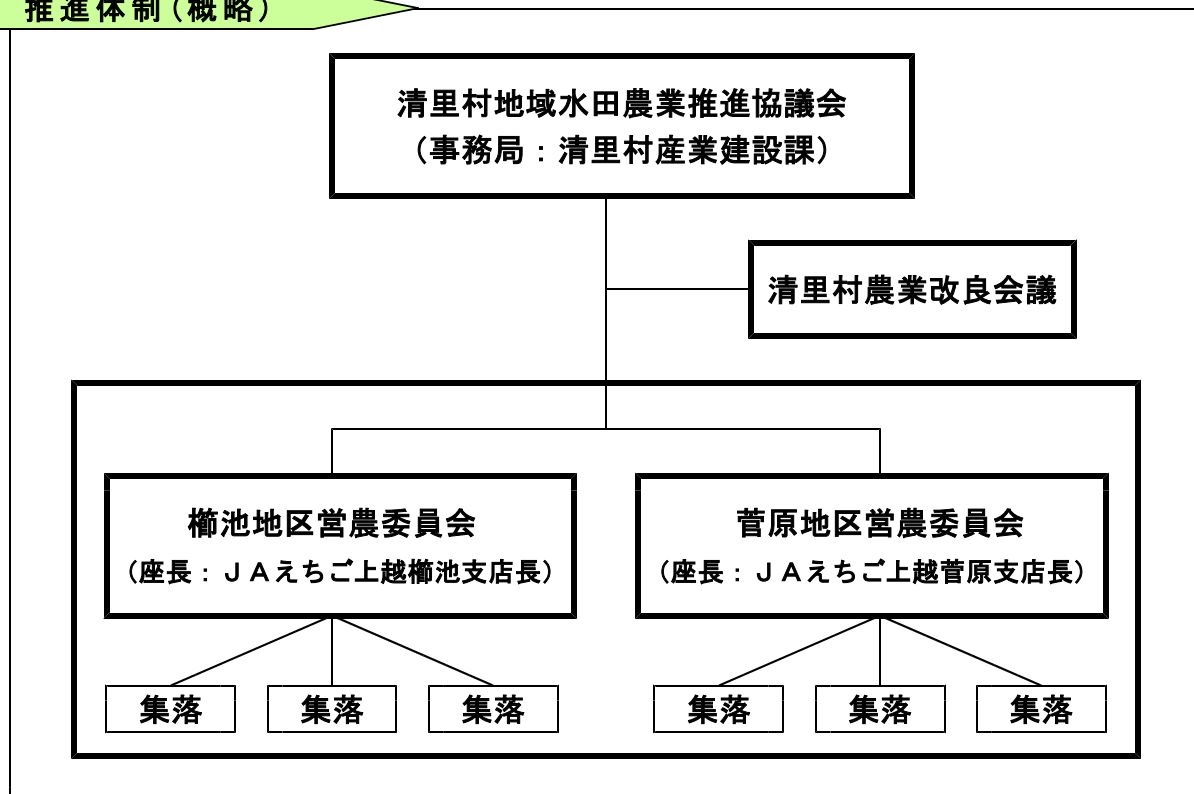 推進体制（概略）
清里村地域水田農業推進協議会
（事務局：清里村産業建設課）
清里村農業改良会議
櫛池地区営農委員会
（座長：ＪＡえちご上越櫛池支店長）
菅原地区営農委員会
（座長：ＪＡえちご上越菅原支店長）
集落
集落
集落
集落
集落
集落